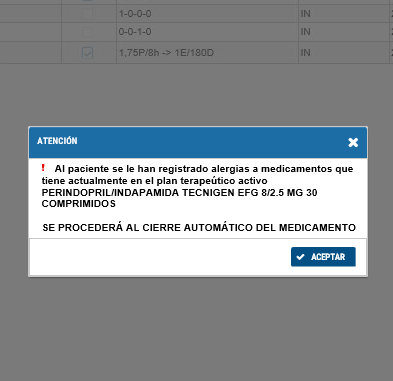 1-0-0-0 IN
0-0-1-0 IN
1,75P/8h -> 1E/180D IN
ATENCIÓN
! Al paciente se le han registrado alergias a medicamentos que
tiene actualmente en el plan terapeútico activo
PERINDOPRIL/INDAPAMIDA TECNIGEN EFG 8/2.5 MG 30
COMPRIMIDOS
SE PROCEDERÁ AL CIERRE AUTOMÁTICO DEL MEDICAMENTO
ACEPTAR